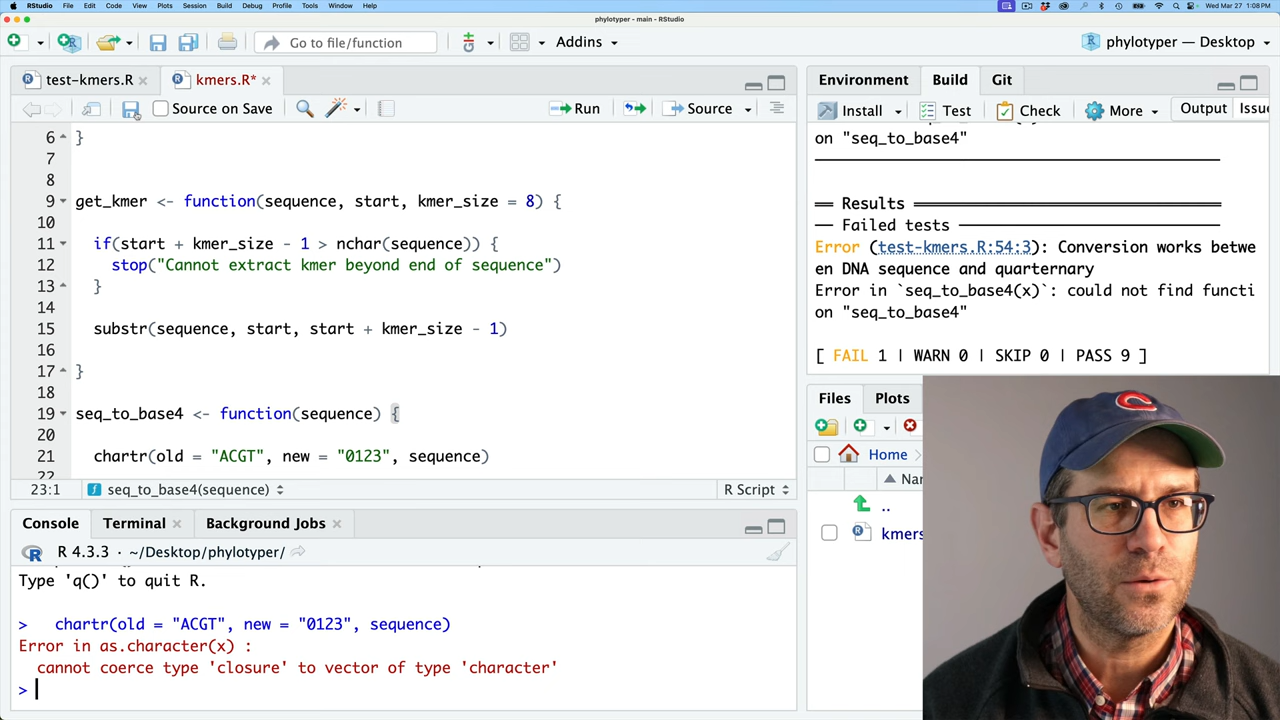 RStudio File Edit Code View Plots Session Build Debug Profile Tools Window Help Wed Mar 27 1:08 PM
phylotyper - main - RStudio
Go to file/function Addins phylotyper — Desktop
test-kmers.R kmers.R*
Source on Save Run Source
6 }
7
8
9 get_kmer <- function(sequence, start, kmer_size = 8) {
10
11 if(start + kmer_size - 1 > nchar(sequence)) {
12 stop("Cannot extract kmer beyond end of sequence")
13 }
14
15 substr(sequence, start, start + kmer_size - 1)
16
17 }
18
19 seq_to_base4 <- function(sequence) {
20
21 chartr(old = "ACGT", new = "0123", sequence)
22
23:1 seq_to_base4(sequence) R Script
Console Terminal Background Jobs
R 4.3.3 · ~/Desktop/phylotyper/
Type 'q()' to quit R.
> chartr(old = "ACGT", new = "0123", sequence)
Error in as.character(x) :
cannot coerce type 'closure' to vector of type 'character'
>
Environment Build Git
Install Test Check More Output Issu
on "seq_to_base4"
══ Results ══
─ Failed tests ─
Error (test-kmers.R:54:3): Conversion works betwe
en DNA sequence and quarternary
Error in `seq_to_base4(x)`: could not find functi
on "seq_to_base4"
[ FAIL 1 | WARN 0 | SKIP 0 | PASS 9 ]
Files Plots
Home
Nar
..
kmers
C